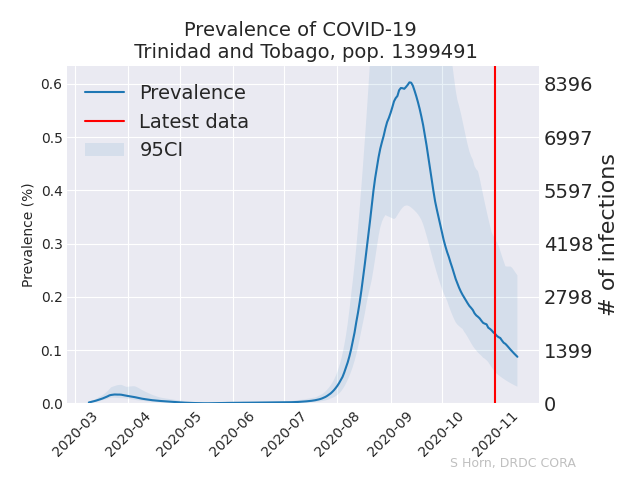 Prevalence of COVID-19
Trinidad and Tobago, pop. 1399491
Prevalence
Latest data
95CI
Prevalence (%)
0.6
0.5
0.4
0.3
0.2
0.1
0.0
8396
6997
5597
4198
2798
1399
0
# of infections
2020-03
2020-04
2020-05
2020-06
2020-07
2020-08
2020-09
2020-10
2020-11
S Horn, DRDC CORA